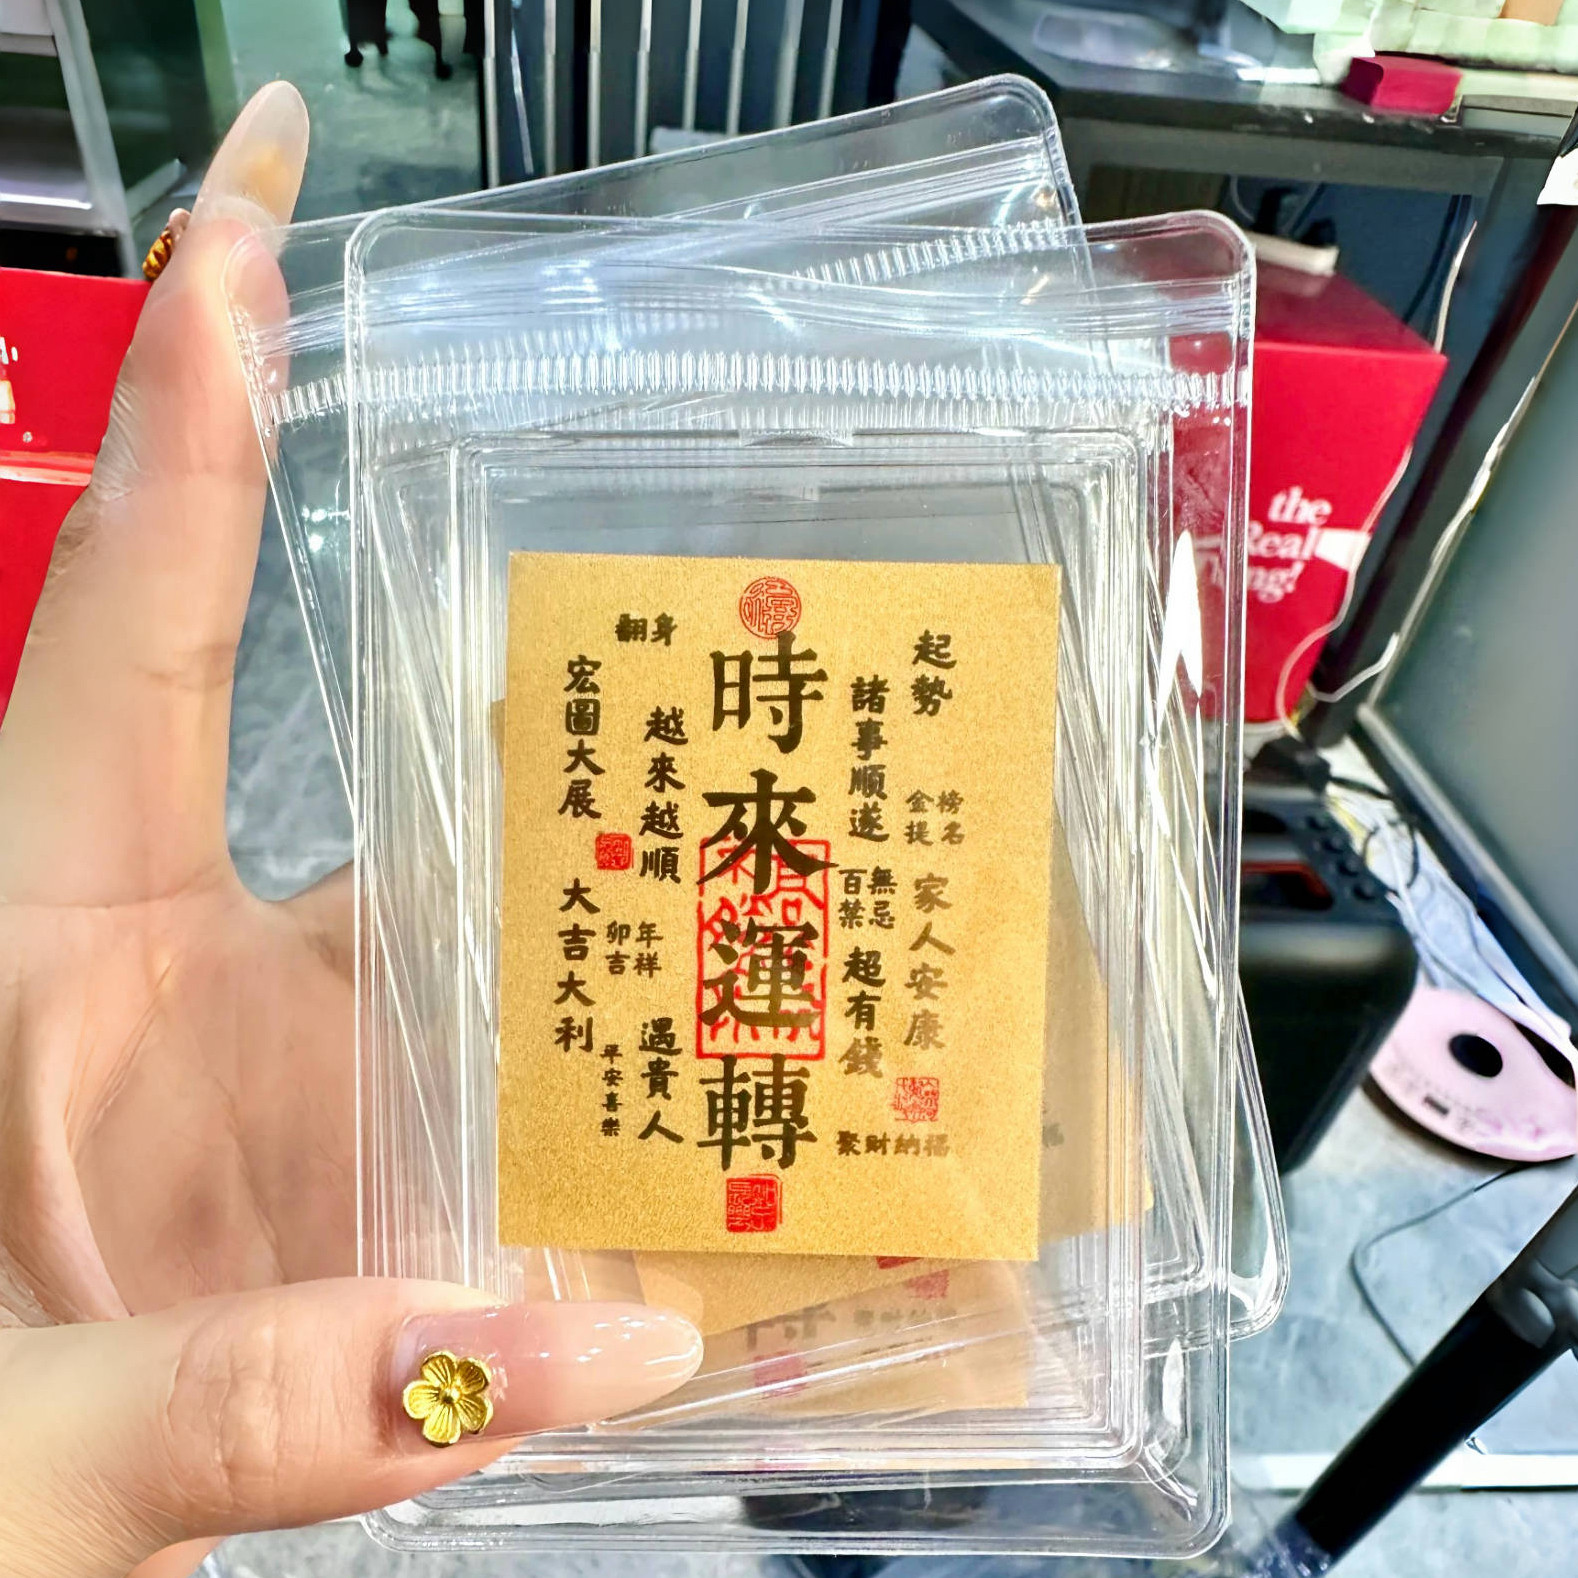 起勢
金榜提名
家人安康
聚財納福
諸事順遂
百無禁忌
超有錢
時來運轉
翻身
越來越順
卯年吉祥
遇貴人
平安喜樂
宏圖大展
大吉大利
the
Real